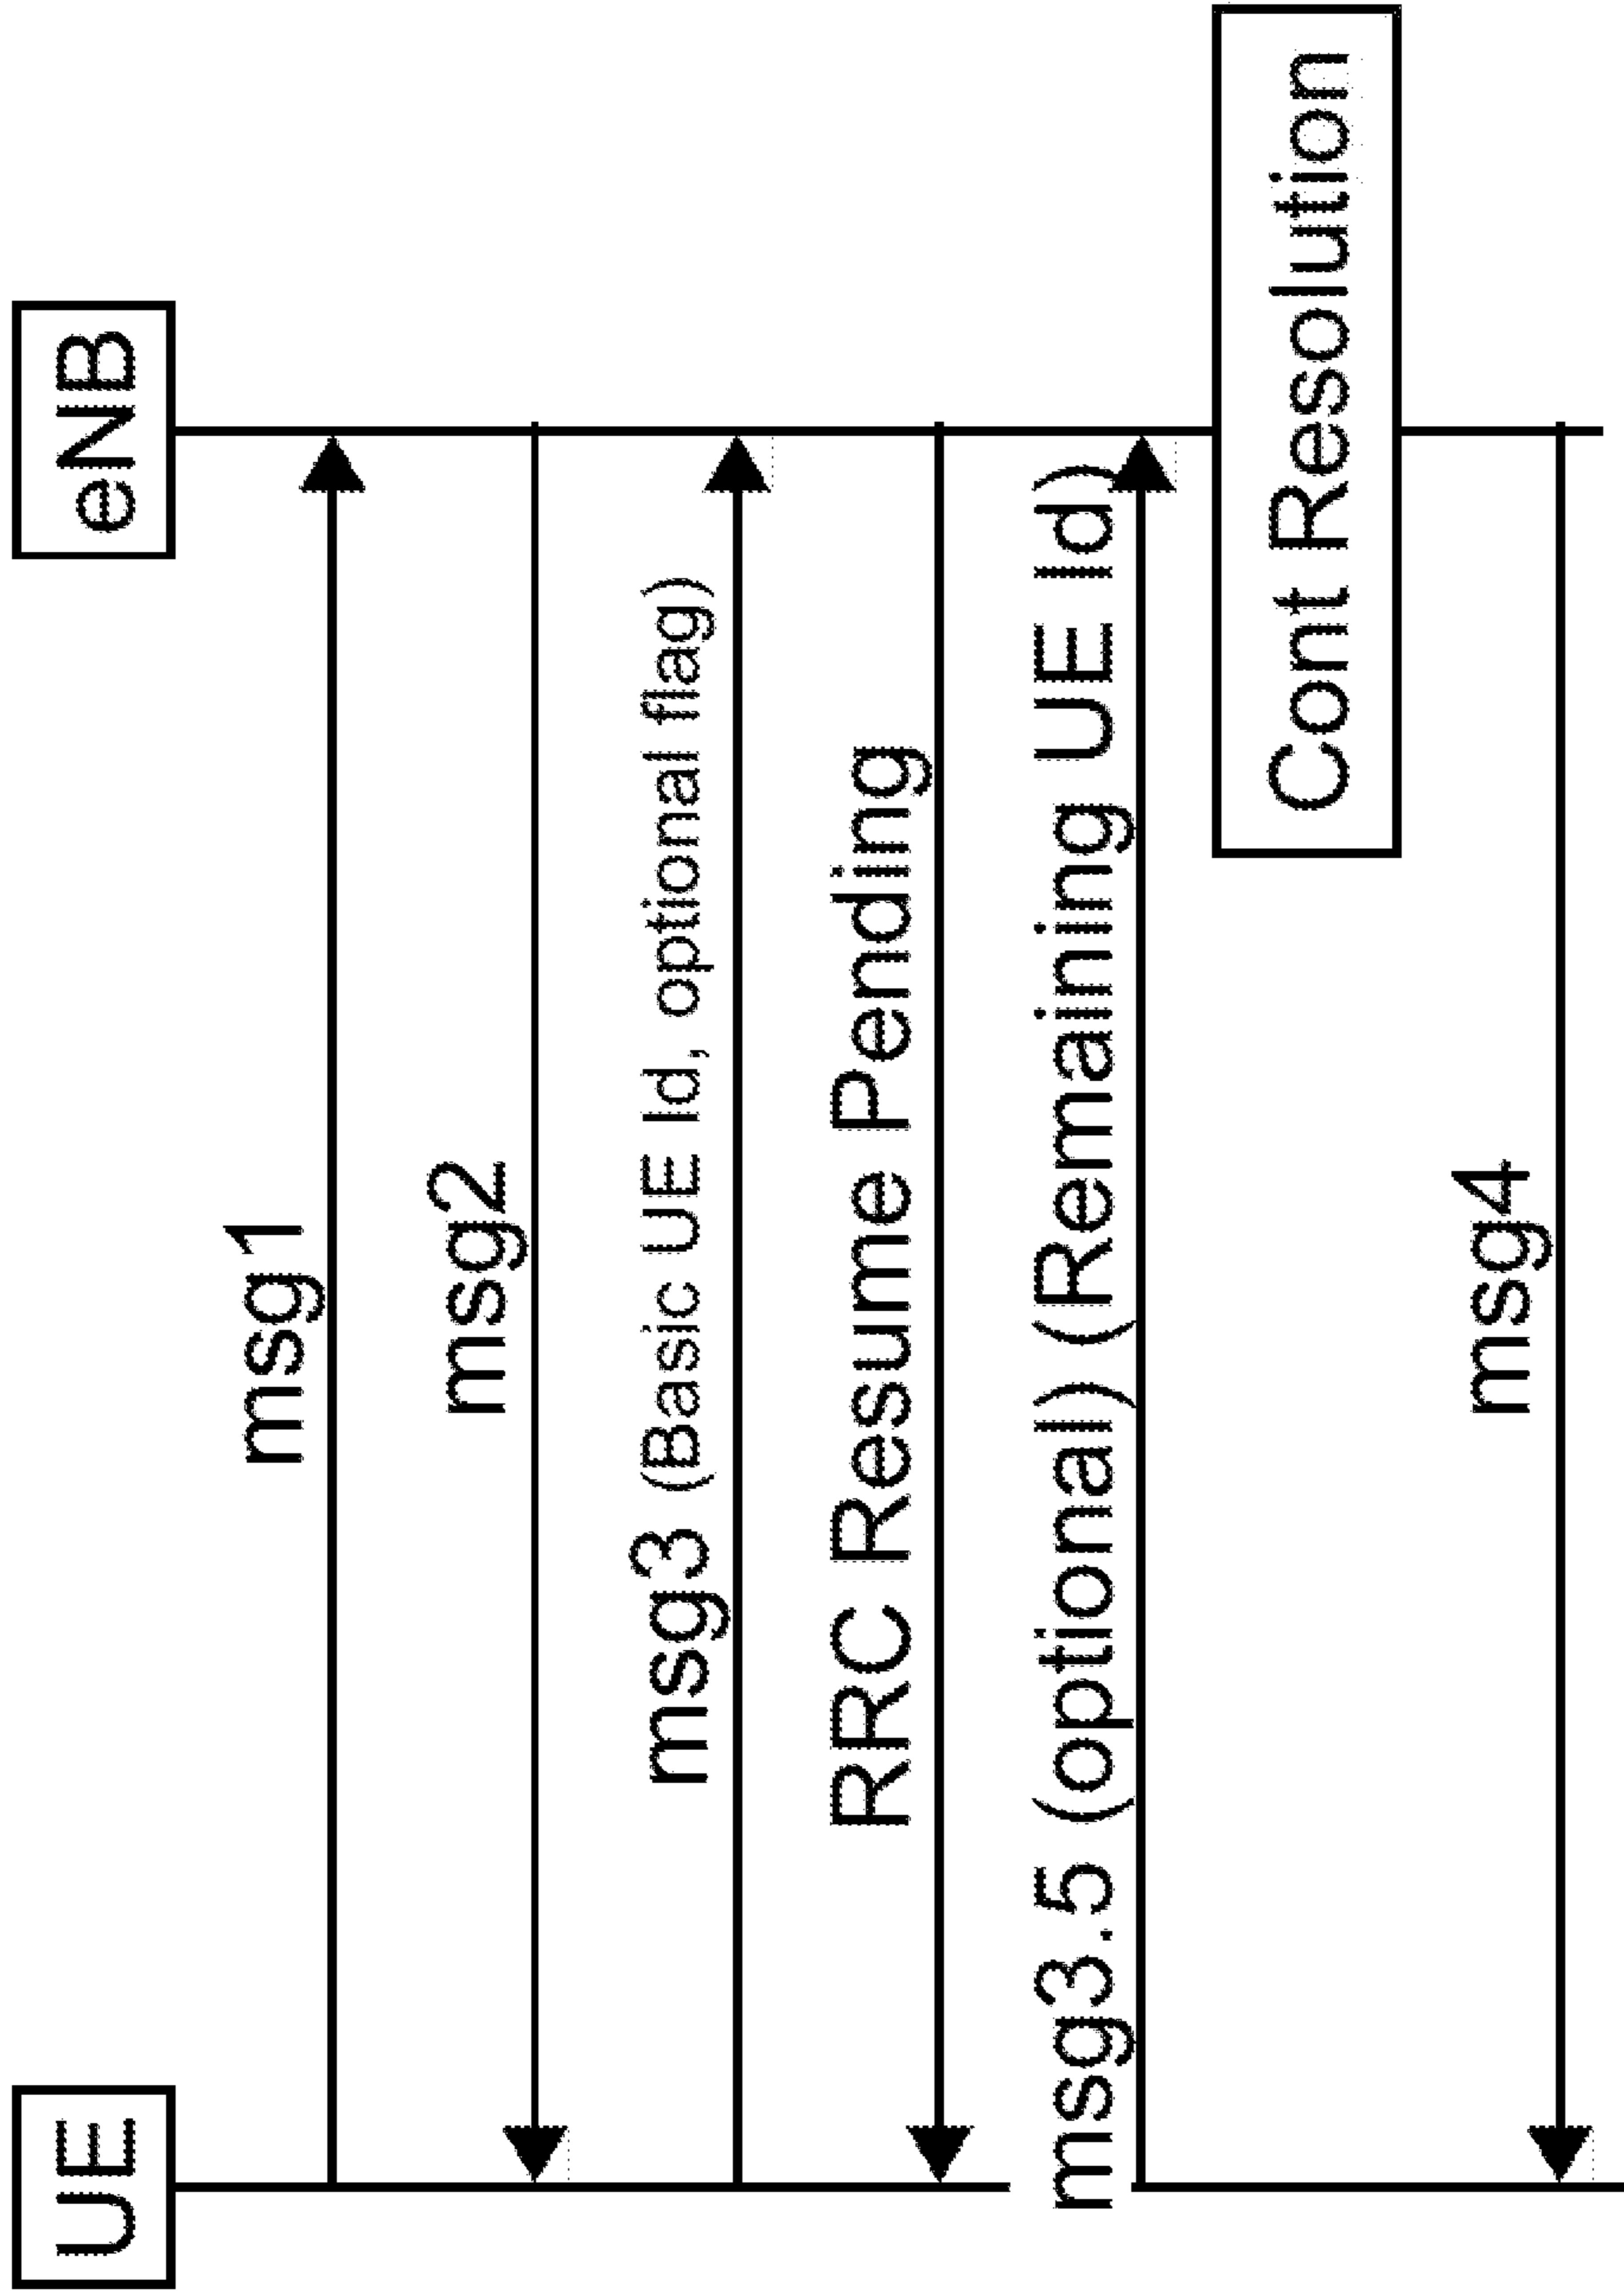 UE
eNB
msg1
msg2
msg3 (Basic UE Id, optional flag)
RRC Resume Pending
msg3.5 (optional) (Remaining UE Id)
Cont Resolution
msg4